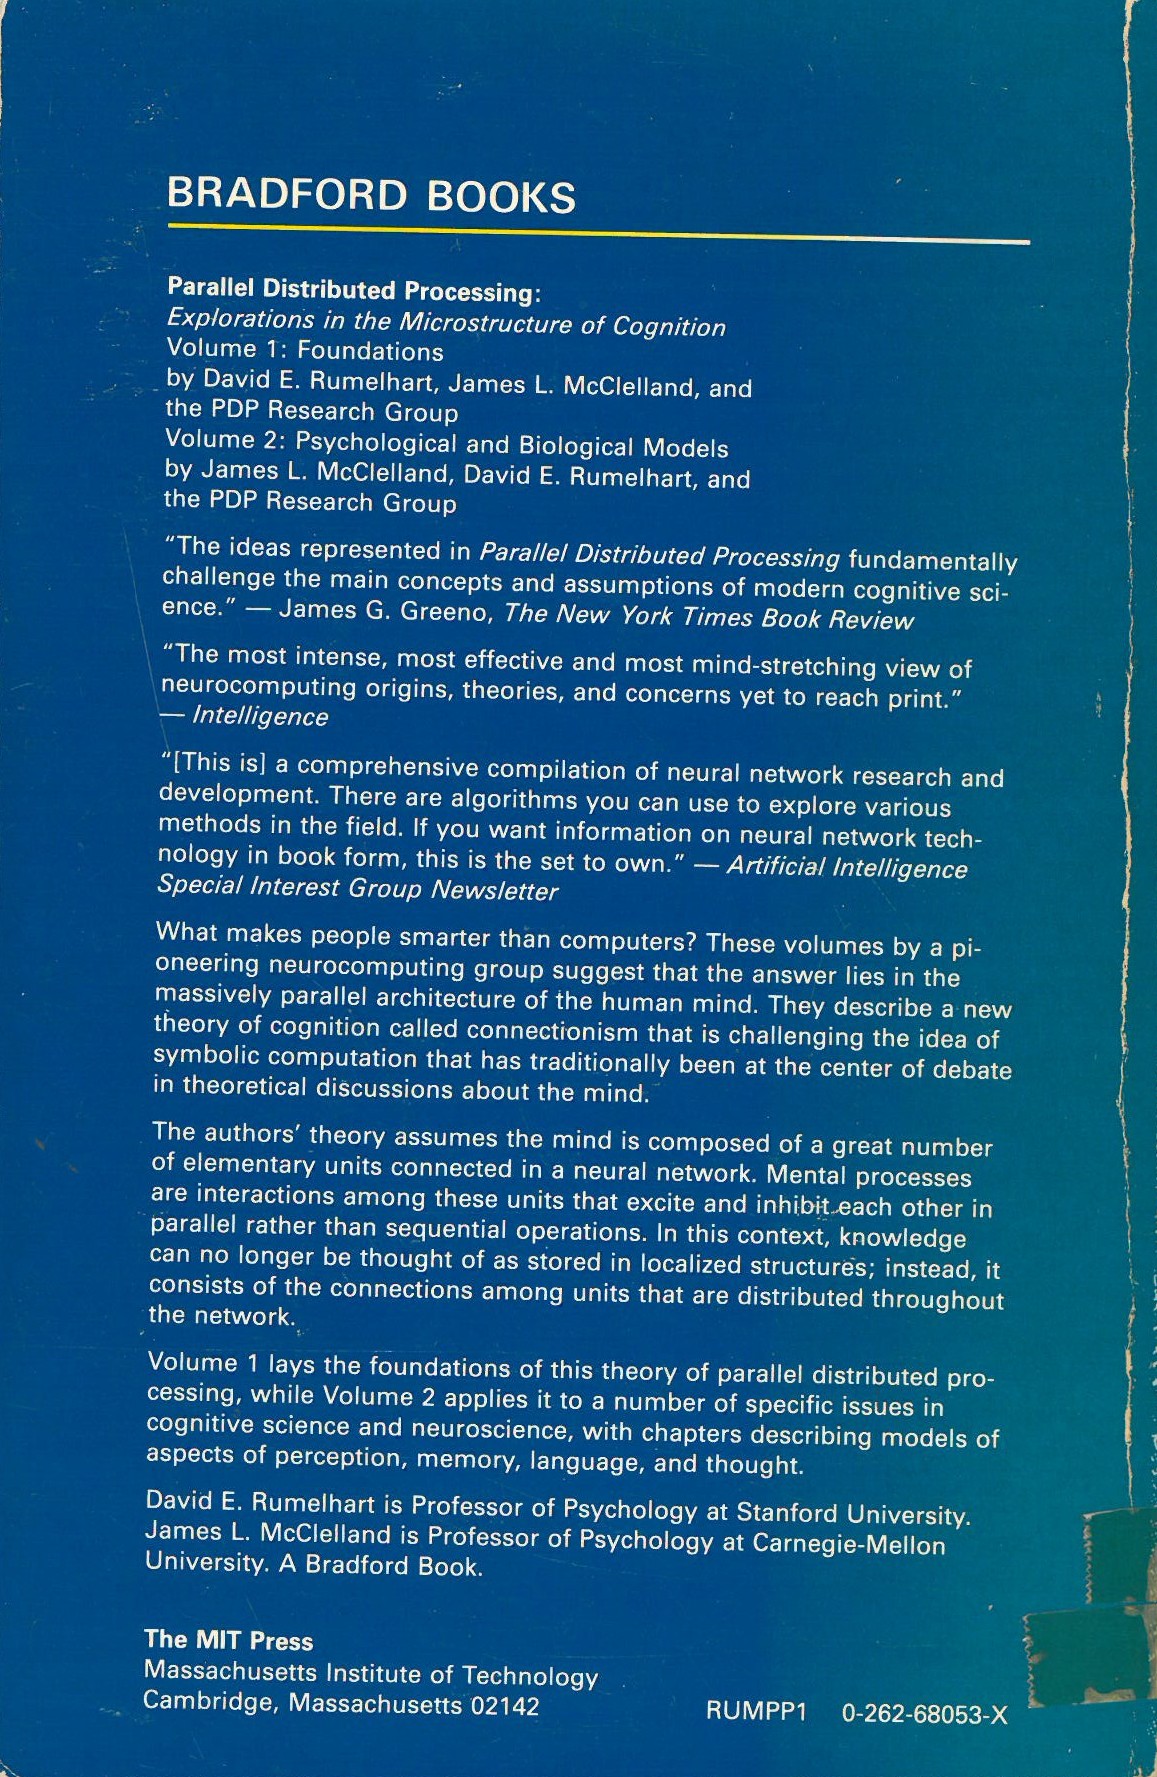 BRADFORD BOOKS
Parallel Distributed Processing:
Explorations in the Microstructure of Cognition
Volume 1: Foundations
by David E. Rumelhart, James L. McClelland, and
the PDP Research Group
Volume 2: Psychological and Biological Models
by James L. McClelland, David E. Rumelhart, and
the PDP Research Group
“The ideas represented in Parallel Distributed Processing fundamentally
challenge the main concepts and assumptions of modern cognitive sci-
ence.” — James G. Greeno, The New York Times Book Review
“The most intense, most effective and most mind-stretching view of
neurocomputing origins, theories, and concerns yet to reach print.”
— Intelligence
“[This is] a comprehensive compilation of neural network research and
development. There are algorithms you can use to explore various
methods in the field. If you want information on neural network tech-
nology in book form, this is the set to own.” — Artificial Intelligence
Special Interest Group Newsletter
What makes people smarter than computers? These volumes by a pi-
oneering neurocomputing group suggest that the answer lies in the
massively parallel architecture of the human mind. They describe a new
theory of cognition called connectionism that is challenging the idea of
symbolic computation that has traditionally been at the center of debate
in theoretical discussions about the mind.
The authors’ theory assumes the mind is composed of a great number
of elementary units connected in a neural network. Mental processes
are interactions among these units that excite and inhibit each other in
parallel rather than sequential operations. In this context, knowledge
can no longer be thought of as stored in localized structures; instead, it
consists of the connections among units that are distributed throughout
the network.
Volume 1 lays the foundations of this theory of parallel distributed pro-
cessing, while Volume 2 applies it to a number of specific issues in
cognitive science and neuroscience, with chapters describing models of
aspects of perception, memory, language, and thought.
David E. Rumelhart is Professor of Psychology at Stanford University.
James L. McClelland is Professor of Psychology at Carnegie-Mellon
University. A Bradford Book.
The MIT Press
Massachusetts Institute of Technology
Cambridge, Massachusetts 02142
RUMPP1 0-262-68053-X